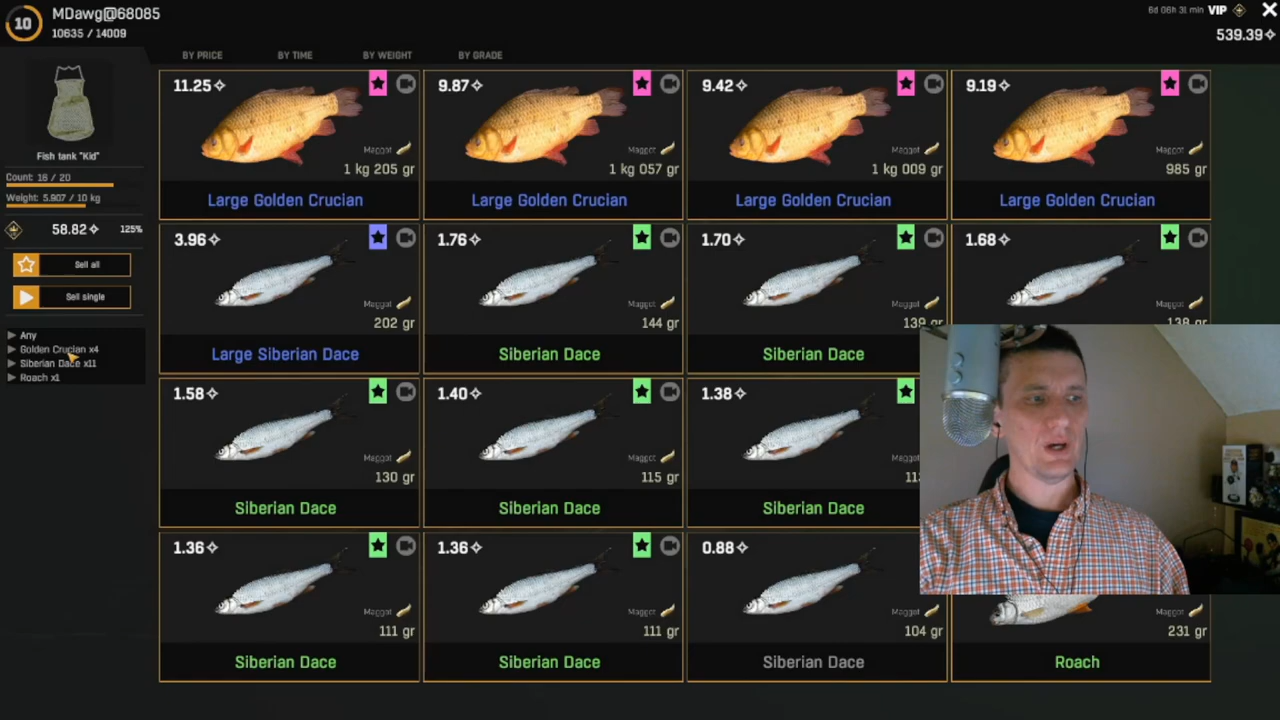 10
MDawg@68085
10635 / 14009
6d 06h 31 min VIP
539.39
BY PRICE BY TIME BY WEIGHT BY GRADE
Fish tank "Kid"
Count: 16 / 20
Weight: 5.907 / 10 kg
58.82 125%
Sell all
Sell single
Any
Golden Crucian x4
Siberian Dace x11
Roach x1
11.25
Maggot
1 kg 205 gr
Large Golden Crucian
9.87
Maggot
1 kg 057 gr
Large Golden Crucian
9.42
Maggot
1 kg 009 gr
Large Golden Crucian
9.19
Maggot
985 gr
Large Golden Crucian
3.96
Maggot
202 gr
Large Siberian Dace
1.76
Maggot
144 gr
Siberian Dace
1.70
Maggot
139 gr
Siberian Dace
1.68
Maggot
1.58
Maggot
130 gr
Siberian Dace
1.40
Maggot
115 gr
Siberian Dace
1.38
Siberian Dace
1.36
Maggot
111 gr
Siberian Dace
1.36
Maggot
111 gr
Siberian Dace
0.88
Maggot
104 gr
Siberian Dace
Maggot
231 gr
Roach